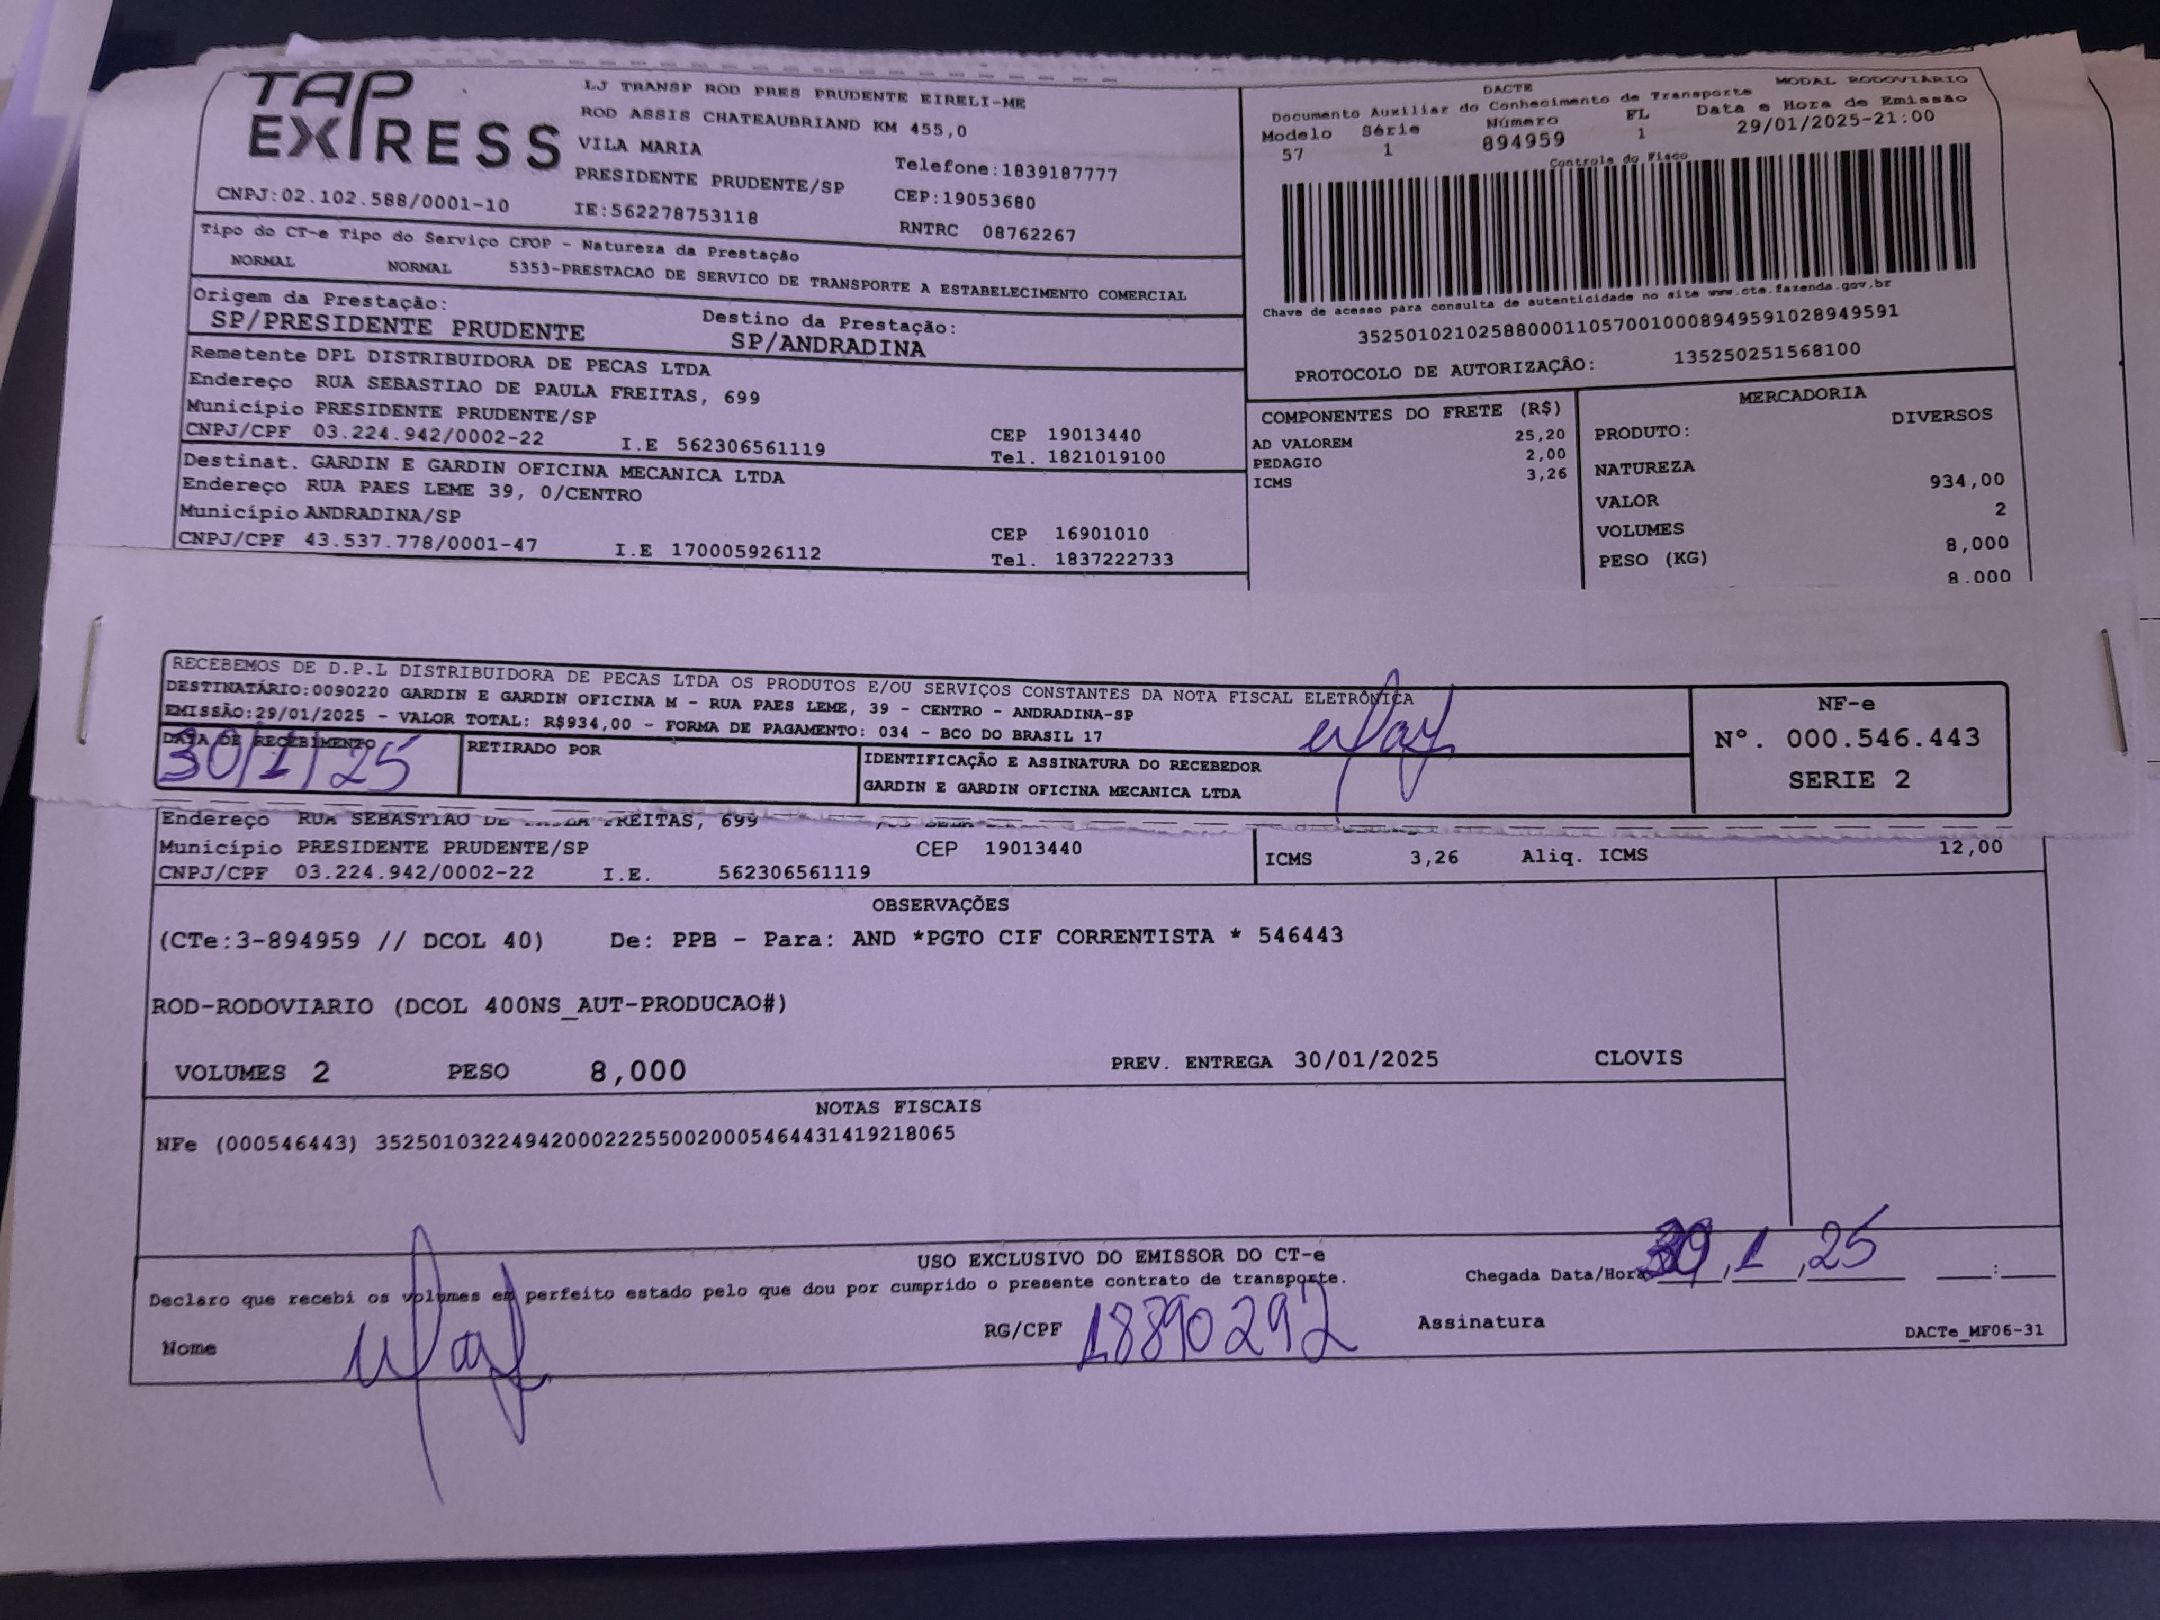 TAP EXPRESS
LJ TRANSP ROD PRES PRUDENTE EIRELI-ME
ROD ASSIS CHATEAUBRIAND KM 455,0
VILA MARIA
Telefone:1839187777
PRESIDENTE PRUDENTE/SP
CEP:19053680
CNPJ:02.102.588/0001-10 IE:562278753118 RNTRC 08762267
Tipo do CT-e Tipo do Serviço CFOP - Natureza da Prestação
NORMAL NORMAL 5353-PRESTACAO DE SERVICO DE TRANSPORTE A ESTABELECIMENTO COMERCIAL
Origem da Prestação: Destino da Prestação:
SP/PRESIDENTE PRUDENTE SP/ANDRADINA
Remetente DPL DISTRIBUIDORA DE PECAS LTDA
Endereço RUA SEBASTIAO DE PAULA FREITAS, 699
Município PRESIDENTE PRUDENTE/SP CEP 19013440
CNPJ/CPF 03.224.942/0002-22 I.E 562306561119 Tel. 1821019100
Destinat. GARDIN E GARDIN OFICINA MECANICA LTDA
Endereço RUA PAES LEME 39, 0/CENTRO
Município ANDRADINA/SP CEP 16901010
CNPJ/CPF 43.537.778/0001-47 I.E 170005926112 Tel. 1837222733
DACTE MODAL RODOVIÁRIO
Documento Auxiliar do Conhecimento de Transporte
Modelo Série Número FL Data e Hora de Emissão
57 1 894959 1 29/01/2025-21:00
Controle do Fisco
Chave de acesso para consulta de autenticidade no site www.cte.fazenda.gov.br
35250102102588000110570010008949591028949591
PROTOCOLO DE AUTORIZAÇÂO: 135250251568100
COMPONENTES DO FRETE (R$)
AD VALOREM 25,20
PEDAGIO 2,00
ICMS 3,26
MERCADORIA
PRODUTO: DIVERSOS
NATUREZA
VALOR 934,00
VOLUMES 2
PESO (KG) 8,000
8.000
RECEBEMOS DE D.P.L DISTRIBUIDORA DE PECAS LTDA OS PRODUTOS E/OU SERVIÇOS CONSTANTES DA NOTA FISCAL ELETRÔNICA
DESTINATÁRIO:0090220 GARDIN E GARDIN OFICINA M - RUA PAES LEME, 39 - CENTRO - ANDRADINA-SP
EMISSÃO:29/01/2025 - VALOR TOTAL: R$934,00 - FORMA DE PAGAMENTO: 034 - BCO DO BRASIL 17
DATA DE RECEBIMENTO RETIRADO POR IDENTIFICAÇÃO E ASSINATURA DO RECEBEDOR
30/1/25 GARDIN E GARDIN OFICINA MECANICA LTDA
NF-e
Nº. 000.546.443
SERIE 2
Endereço RUA SEBASTIAO DE PAULA FREITAS, 699
Município PRESIDENTE PRUDENTE/SP CEP 19013440
CNPJ/CPF 03.224.942/0002-22 I.E. 562306561119
ICMS 3,26 Aliq. ICMS 12,00
OBSERVAÇÕES
(CTe:3-894959 // DCOL 40) De: PPB - Para: AND *PGTO CIF CORRENTISTA * 546443
ROD-RODOVIARIO (DCOL 400NS_AUT-PRODUCAO#)
VOLUMES 2 PESO 8,000 PREV. ENTREGA 30/01/2025 CLOVIS
NOTAS FISCAIS
NFe (000546443) 35250103224942000222550020005464431419218065
USO EXCLUSIVO DO EMISSOR DO CT-e
Declaro que recebi os volumes em perfeito estado pelo que dou por cumprido o presente contrato de transporte.
Chegada Data/Hora 30,1,25 :
Nome RG/CPF 18890292 Assinatura
DACTe_MF06-31